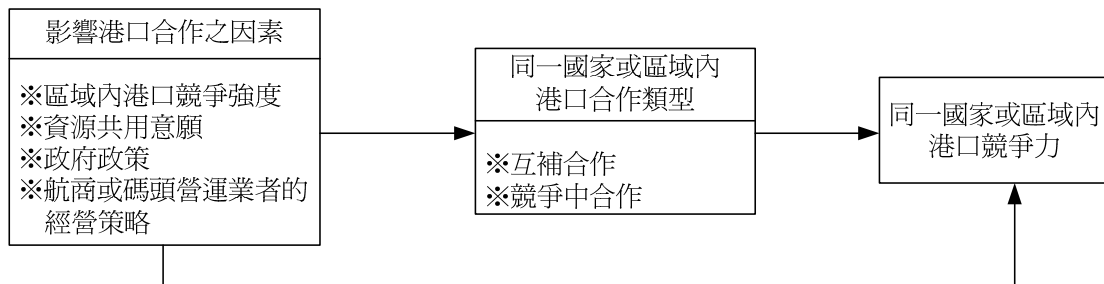 影響港口合作之因素
※區域內港口競爭強度
※資源共用意願
※政府政策
※航商或碼頭營運業者的
經營策略
同一國家或區域內
港口合作類型
※互補合作
※競爭中合作
同一國家或區域內
港口競爭力